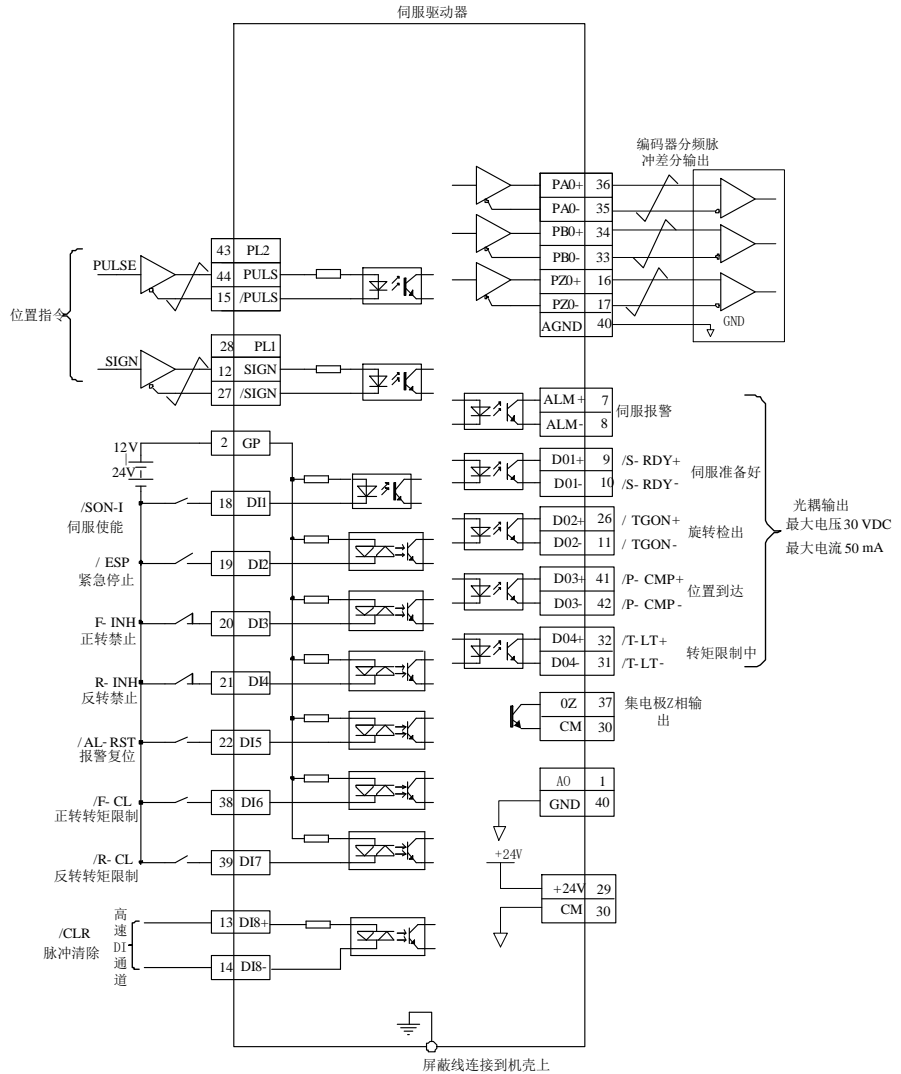 伺服驱动器
位置指令
PULSE
43 PL2
44 PULS
15 /PULS
SIGN
28 PL1
12 SIGN
27 /SIGN
12V
24V
2 GP
/SON-I
伺服使能
18 DI1
/ ESP
紧急停止
19 DI2
F- INH
正转禁止
20 DI3
R- INH
反转禁止
21 DI4
/ AL- RST
报警复位
22 DI5
/F- CL
正转转矩限制
38 DI6
/R- CL
反转转矩限制
39 DI7
/CLR
脉冲清除
高速DI通道
13 DI8+
14 DI8-
编码器分频脉
冲差分输出
PA0+ 36
PA0- 35
PB0+ 34
PB0- 33
PZ0+ 16
PZ0- 17
AGND 40
GND
ALM + 7
ALM- 8
伺服报警
D01+ 9 /S- RDY+
D01- 10 /S- RDY-
伺服准备好
D02+ 26 / TGON+
D02- 11 / TGON-
旋转检出
D03+ 41 /P- CMP+
D03- 42 /P- CMP-
位置到达
D04+ 32 /T- LT+
D04- 31 /T- LT-
转矩限制中
光耦输出
最大电压 30 VDC
最大电流 50 mA
0Z 37
CM 30
集电极Z相输
出
AO 1
GND 40
+24V
+24V 29
CM 30
屏蔽线连接到机壳上